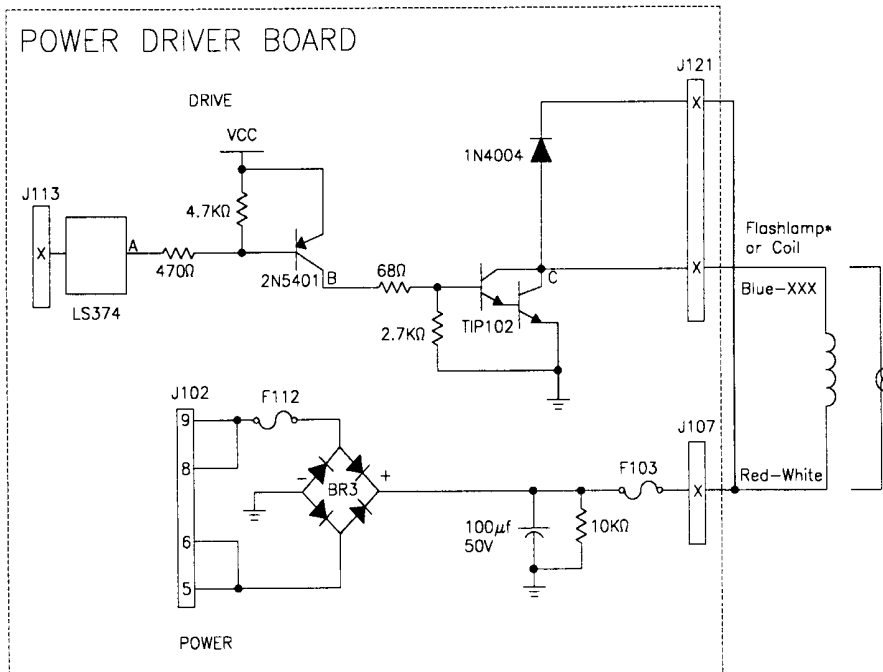 POWER DRIVER BOARD
J121
DRIVE
VCC
1N4004
J113
X
4.7KΩ
X
A
470Ω
2N5401
B
68Ω
C
X
Flashlamp*
or Coil
LS374
TIP102
Blue-XXX
2.7KΩ
J102
F112
J107
9
8
-
BR3
+
F103
X
Red-White
6
100µf
50V
10KΩ
5
POWER